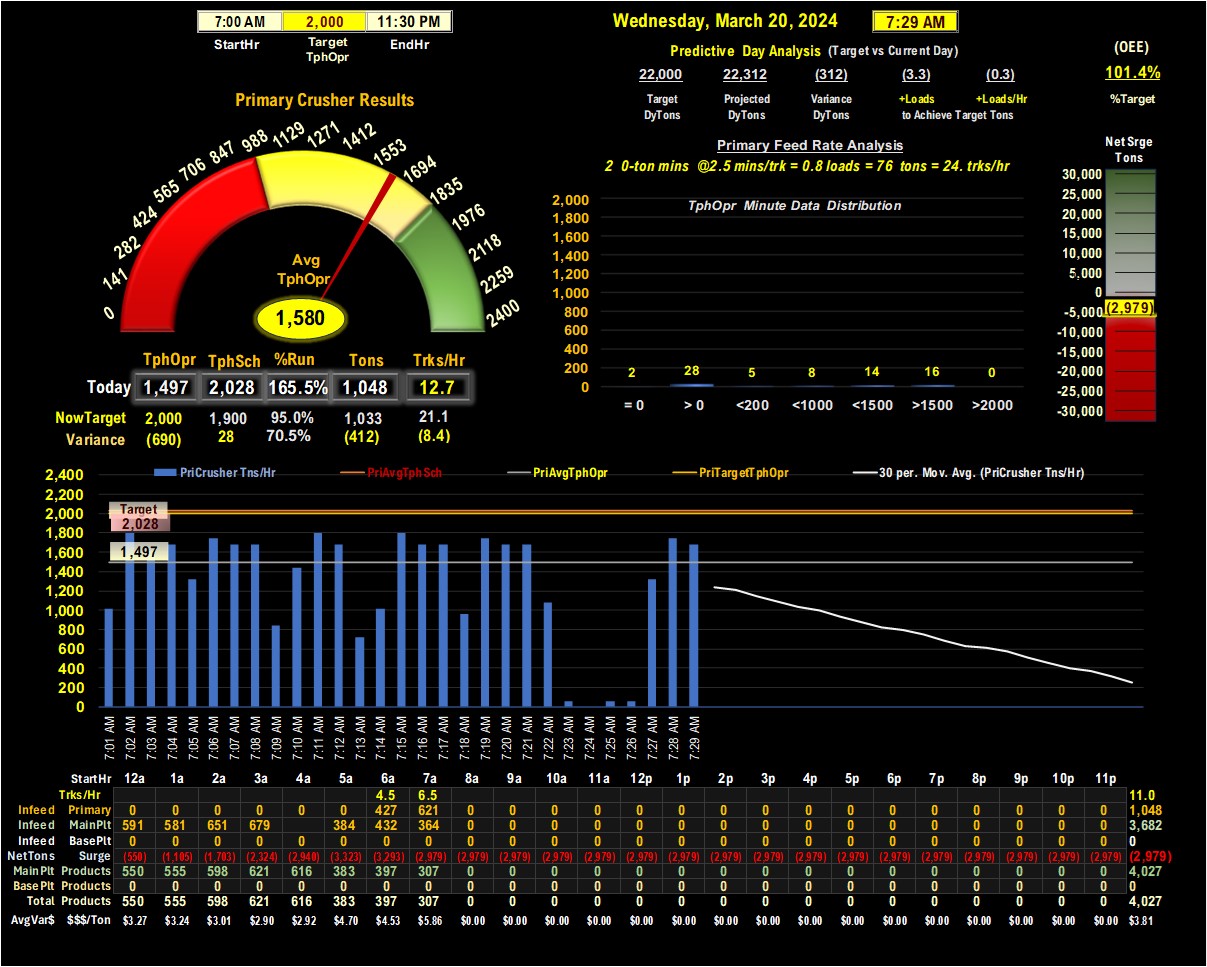 7:00 AM 2,000 11:30 PM
StartHr Target TphOpr EndHr
Wednesday, March 20, 2024 7:29 AM
Predictive Day Analysis (Target vs Current Day)
(OEE)
22,000 22,312 (312) (3.3) (0.3) 101.4%
Target Projected Variance +Loads +Loads/Hr %Target
DyTons DyTons DyTons to Achieve Target Tons
Primary Crusher Results
0 141 282 424 565 706 847 988 1129 1271 1412 1553 1694 1835 1976 2118 2259 2400
Avg
TphOpr
1,580
Primary Feed Rate Analysis
2 0-ton mins @2.5 mins/trk = 0.8 loads = 76 tons = 24. trks/hr
TphOpr Minute Data Distribution
2,000
1,800
1,600
1,400
1,200
1,000
800
600
400
200
0
2 28 5 8 14 16 0
= 0 > 0 <200 <1000 <1500 >1500 >2000
Net Srge
Tons
30,000
25,000
20,000
15,000
10,000
5,000
0
(2,979)
-5,000
-10,000
-15,000
-20,000
-25,000
-30,000
TphOpr TphSch %Run Tons Trks/Hr
Today 1,497 2,028 165.5% 1,048 12.7
NowTarget 2,000 1,900 95.0% 1,033 21.1
Variance (690) 28 70.5% (412) (8.4)
PriCrusher Tns/Hr PriAvgTphSch PriAvgTphOpr PriTargetTphOpr 30 per. Mov. Avg. (PriCrusher Tns/Hr)
2,400
2,200
2,000
1,800
1,600
1,400
1,200
1,000
800
600
400
200
0
Target
2,028
1,497
7:01 AM 7:02 AM 7:03 AM 7:04 AM 7:05 AM 7:06 AM 7:07 AM 7:08 AM 7:09 AM 7:10 AM 7:11 AM 7:12 AM 7:13 AM 7:14 AM 7:15 AM 7:16 AM 7:17 AM 7:18 AM 7:19 AM 7:20 AM 7:21 AM 7:22 AM 7:23 AM 7:24 AM 7:25 AM 7:26 AM 7:27 AM 7:28 AM 7:29 AM
StartHr 12a 1a 2a 3a 4a 5a 6a 7a 8a 9a 10a 11a 12p 1p 2p 3p 4p 5p 6p 7p 8p 9p 10p 11p
Trks/Hr 4.5 6.5 11.0
Infeed Primary 0 0 0 0 0 0 427 621 0 0 0 0 0 0 0 0 0 0 0 0 0 0 0 0 1,048
Infeed MainPlt 591 581 651 679 384 432 364 0 0 0 0 0 0 0 0 0 0 0 0 0 0 0 0 3,682
Infeed BasePlt 0 0 0 0 0 0 0 0 0 0 0 0 0 0 0 0 0 0 0 0 0 0 0 0 0
NetTons Surge (550) (1,105) (1,703) (2,324) (2,940) (3,323) (3,293) (2,979) (2,979) (2,979) (2,979) (2,979) (2,979) (2,979) (2,979) (2,979) (2,979) (2,979) (2,979) (2,979) (2,979) (2,979) (2,979) (2,979) (2,979)
MainPlt Products 550 555 598 621 616 383 397 307 0 0 0 0 0 0 0 0 0 0 0 0 0 0 0 0 4,027
Base Plt Products 0 0 0 0 0 0 0 0 0 0 0 0 0 0 0 0 0 0 0 0 0 0 0 0 0
Total Products 550 555 598 621 616 383 397 307 0 0 0 0 0 0 0 0 0 0 0 0 0 0 0 0 4,027
AvgVar$ $$$/Ton $3.27 $3.24 $3.01 $2.90 $2.92 $4.70 $4.53 $5.86 $0.00 $0.00 $0.00 $0.00 $0.00 $0.00 $0.00 $0.00 $0.00 $0.00 $0.00 $0.00 $0.00 $0.00 $0.00 $0.00 $3.81